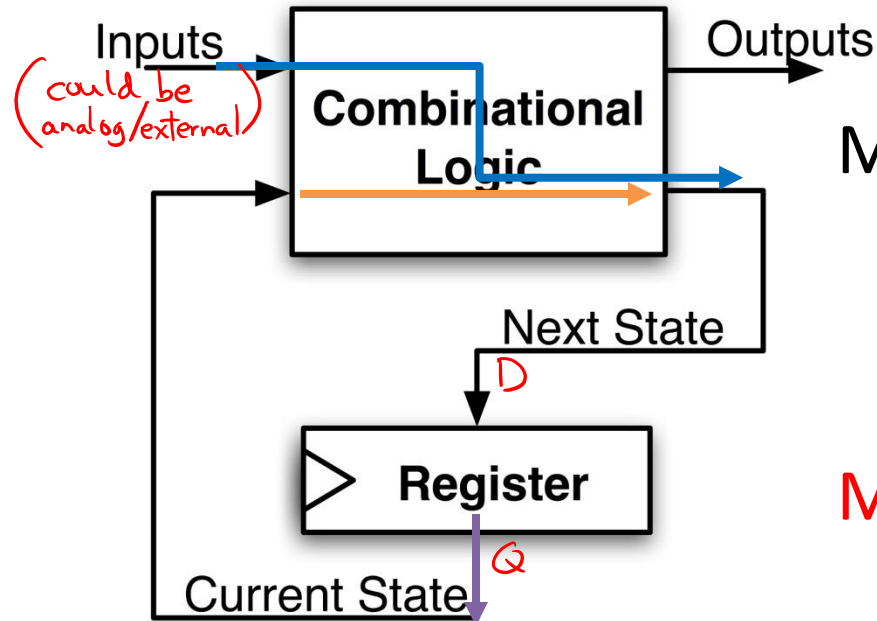 Inputs
(could be
analog/external)
Outputs
Combinational
Logic
M
Next State
D
Register
M
Q
Current State